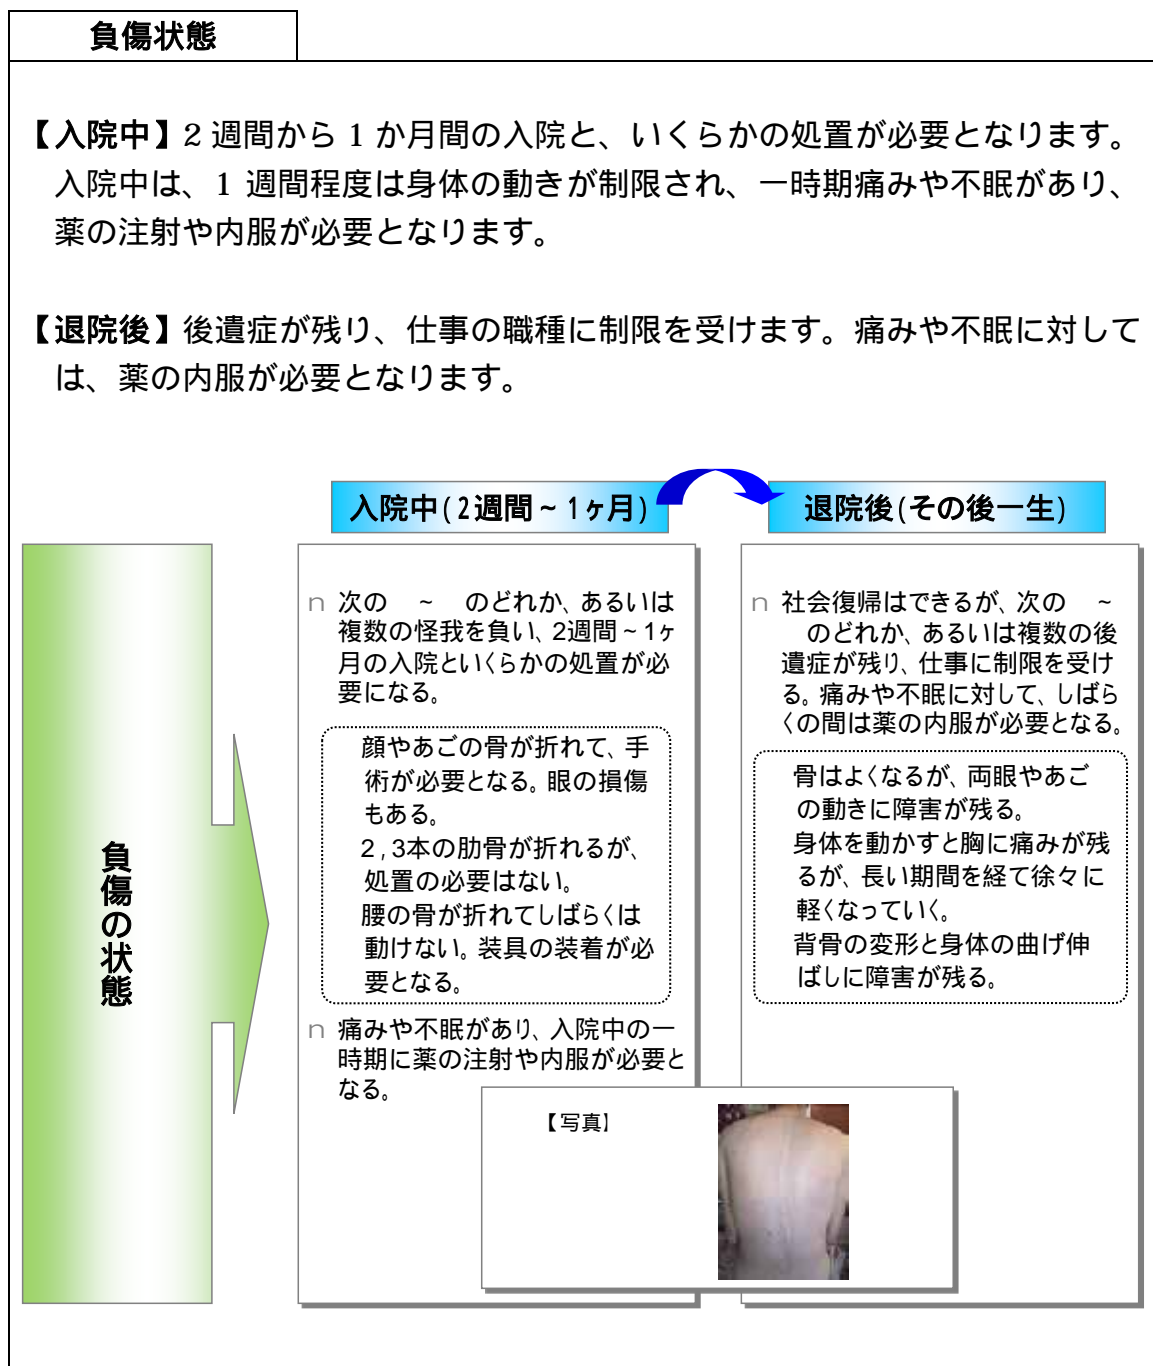 負傷状態
【入院中】2 週間から 1 か月間の入院と、いくらかの処置が必要となります。
入院中は、1 週間程度は身体の動きが制限され、一時期痛みや不眠があり、
薬の注射や内服が必要となります。
【退院後】後遺症が残り、仕事の職種に制限を受けます。痛みや不眠に対して
は、薬の内服が必要となります。
入院中(2週間~1ヶ月)
退院後(その後一生)
負傷の状態
n 次の ~ のどれか、あるいは
複数の怪我を負い、2週間~1ヶ
月の入院といくらかの処置が必
要になる。
顔やあごの骨が折れて、手
術が必要となる。眼の損傷
もある。
2,3本の肋骨が折れるが、
処置の必要はない。
腰の骨が折れてしばらくは
動けない。装具の装着が必
要となる。
n 痛みや不眠があり、入院中の一
時期に薬の注射や内服が必要と
なる。
n 社会復帰はできるが、次の ~
のどれか、あるいは複数の後
遺症が残り、仕事に制限を受け
る。痛みや不眠に対して、しばら
くの間は薬の内服が必要となる。
骨はよくなるが、両眼やあご
の動きに障害が残る。
身体を動かすと胸に痛みが残
るが、長い期間を経て徐々に
軽くなっていく。
背骨の変形と身体の曲げ伸
ばしに障害が残る。
【写真】